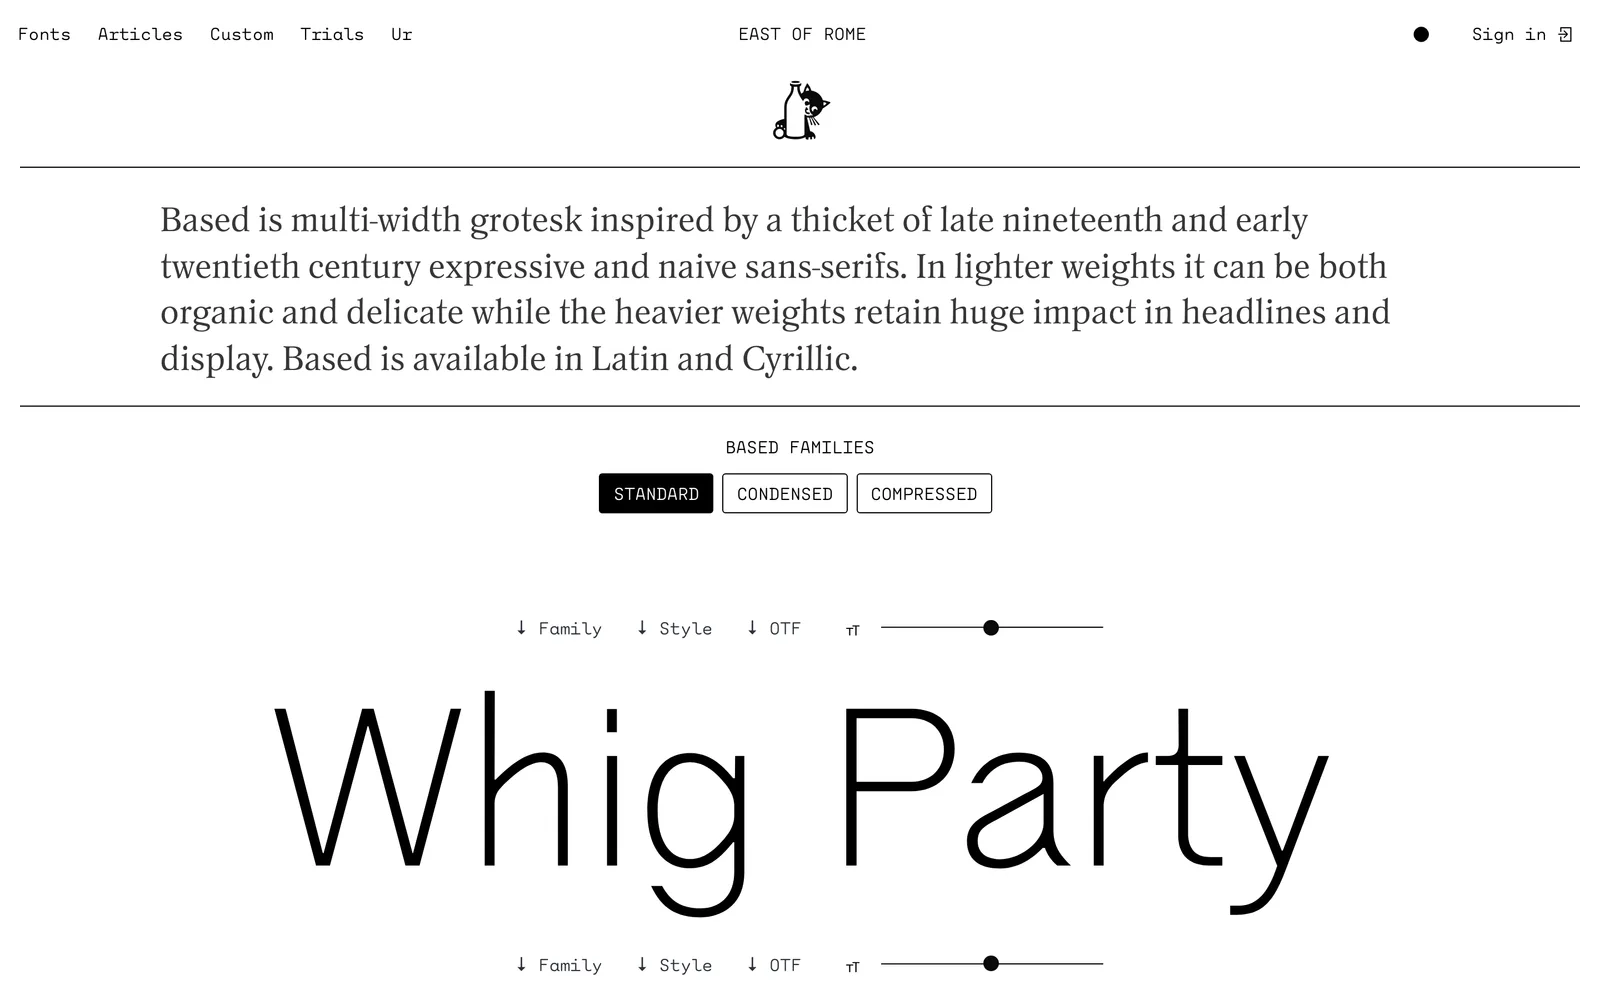 Fonts Articles Custom Trials Ur EAST OF ROME Sign in
Based is multi-width grotesk inspired by a thicket of late nineteenth and early
twentieth century expressive and naive sans-serifs. In lighter weights it can be both
organic and delicate while the heavier weights retain huge impact in headlines and
display. Based is available in Latin and Cyrillic.
BASED FAMILIES
STANDARD CONDENSED COMPRESSED
↓ Family ↓ Style ↓ OTF TT
Whig Party
↓ Family ↓ Style ↓ OTF TT